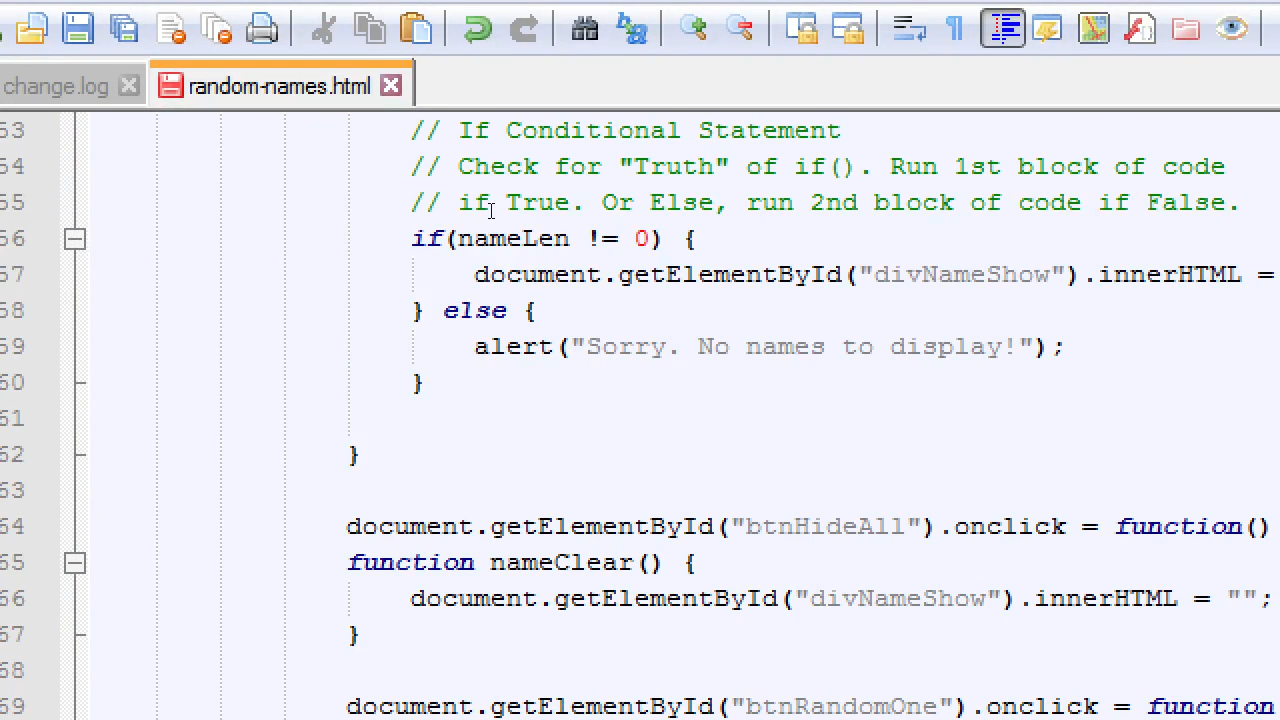 change.log random-names.html
53 // If Conditional Statement
54 // Check for "Truth" of if(). Run 1st block of code
55 // if True. Or Else, run 2nd block of code if False.
56 if(nameLen != 0) {
57 document.getElementById("divNameShow").innerHTML =
58 } else {
59 alert("Sorry. No names to display!");
60 }
61
62 }
63
64 document.getElementById("btnHideAll").onclick = function()
65 function nameClear() {
66 document.getElementById("divNameShow").innerHTML = "";
67 }
68
69 document.getElementById("btnRandomOne").onclick = function